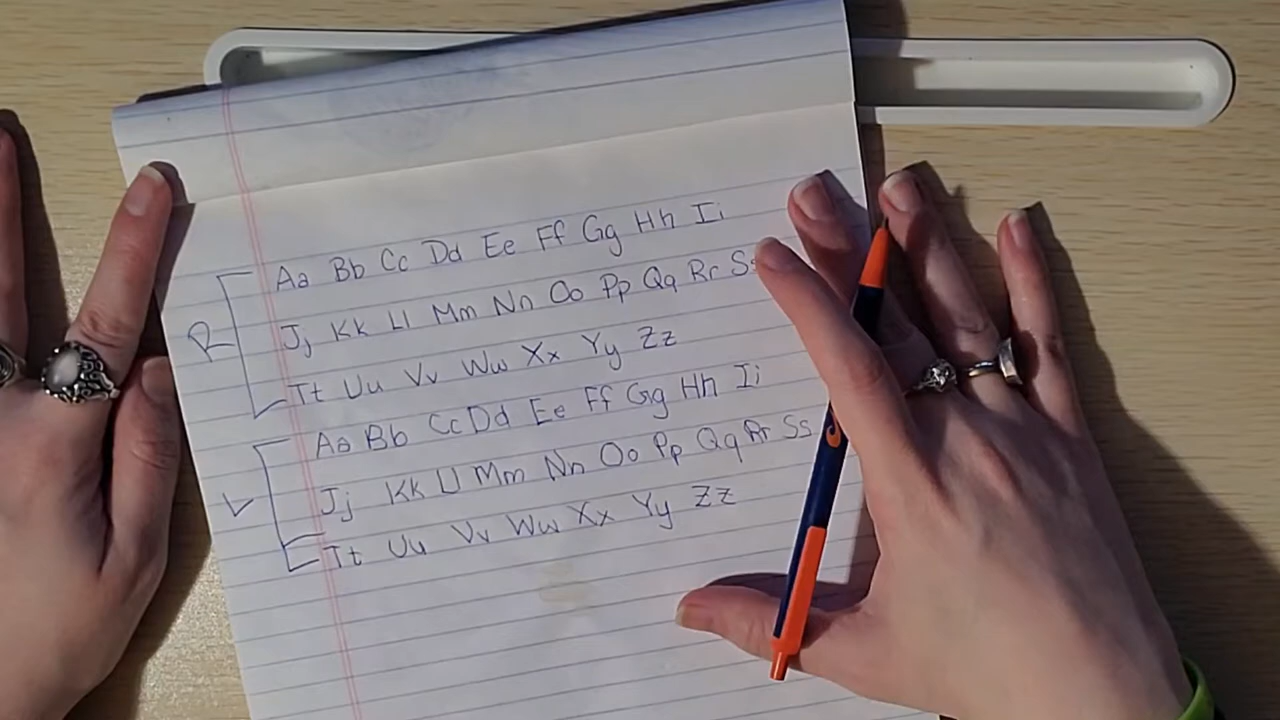 R
Aa Bb Cc Dd Ee Ff Gg Hh Ii
Jj Kk Ll Mm Nn Oo Pp Qq Rr Ss
Tt Uu Vv Ww Xx Yy Zz
L
Aa Bb Cc Dd Ee Ff Gg Hh Ii
Jj Kk Ll Mm Nn Oo Pp Qq Rr Ss
Tt Uu Vv Ww Xx Yy Zz